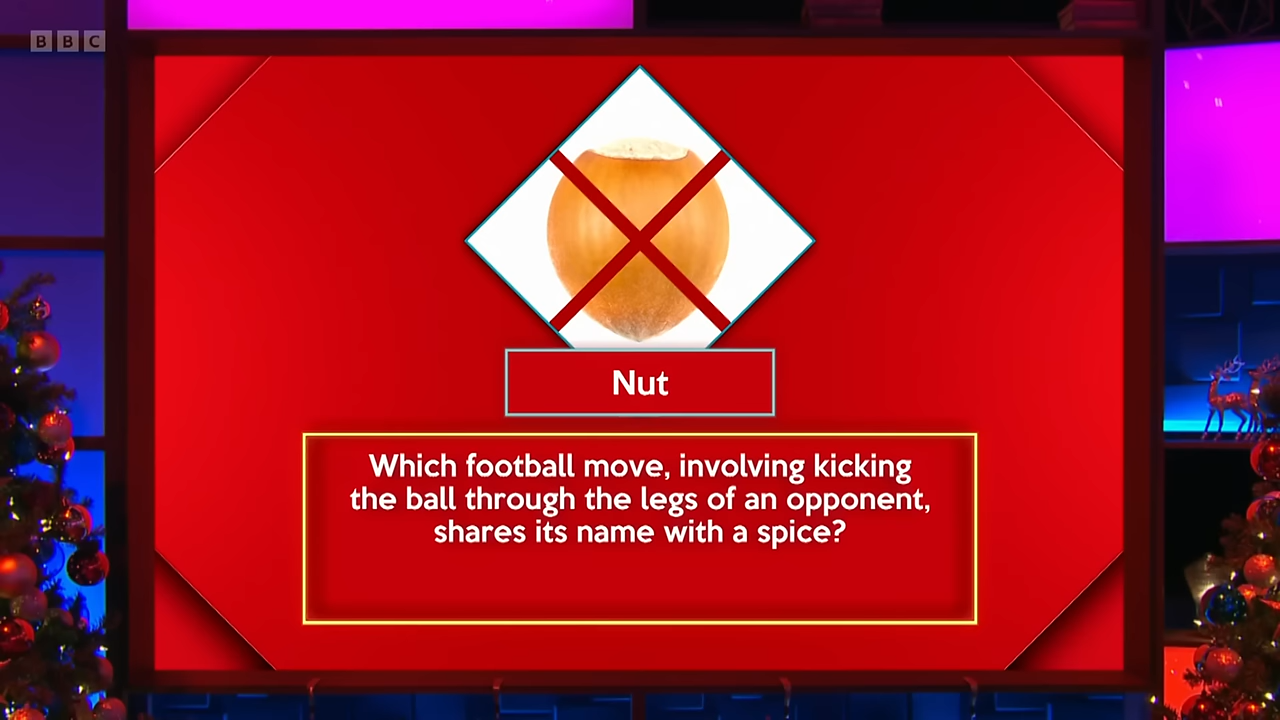 BBC
Nut
Which football move, involving kicking
the ball through the legs of an opponent,
shares its name with a spice?